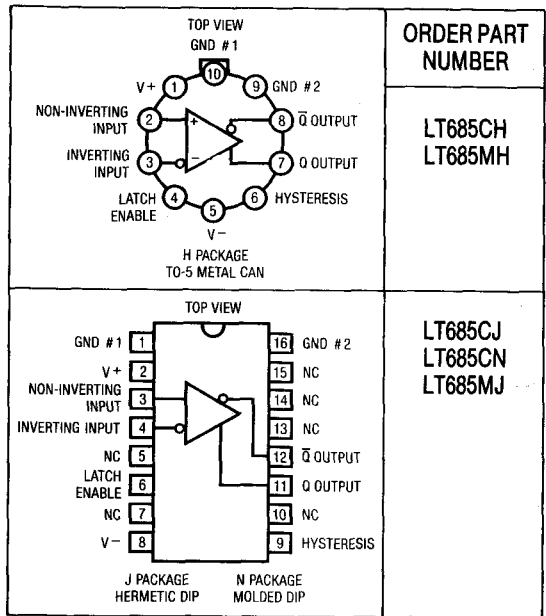 TOP VIEW
GND #1
10
V+ 1
9 GND #2
NON-INVERTING
INPUT
2
+
8 Q̅ OUTPUT
INVERTING
INPUT
3
−
7 Q OUTPUT
LATCH
ENABLE
4
5
6 HYSTERESIS
V−
H PACKAGE
TO-5 METAL CAN
ORDER PART
NUMBER
LT685CH
LT685MH
TOP VIEW
GND #1 1
16 GND #2
V+ 2
15 NC
NON-INVERTING
INPUT
3
14 NC
INVERTING INPUT 4
13 NC
NC 5
12 Q̅ OUTPUT
LATCH
ENABLE
6
11 Q OUTPUT
NC 7
10 NC
V− 8
9 HYSTERESIS
J PACKAGE
HERMETIC DIP
N PACKAGE
MOLDED DIP
LT685CJ
LT685CN
LT685MJ